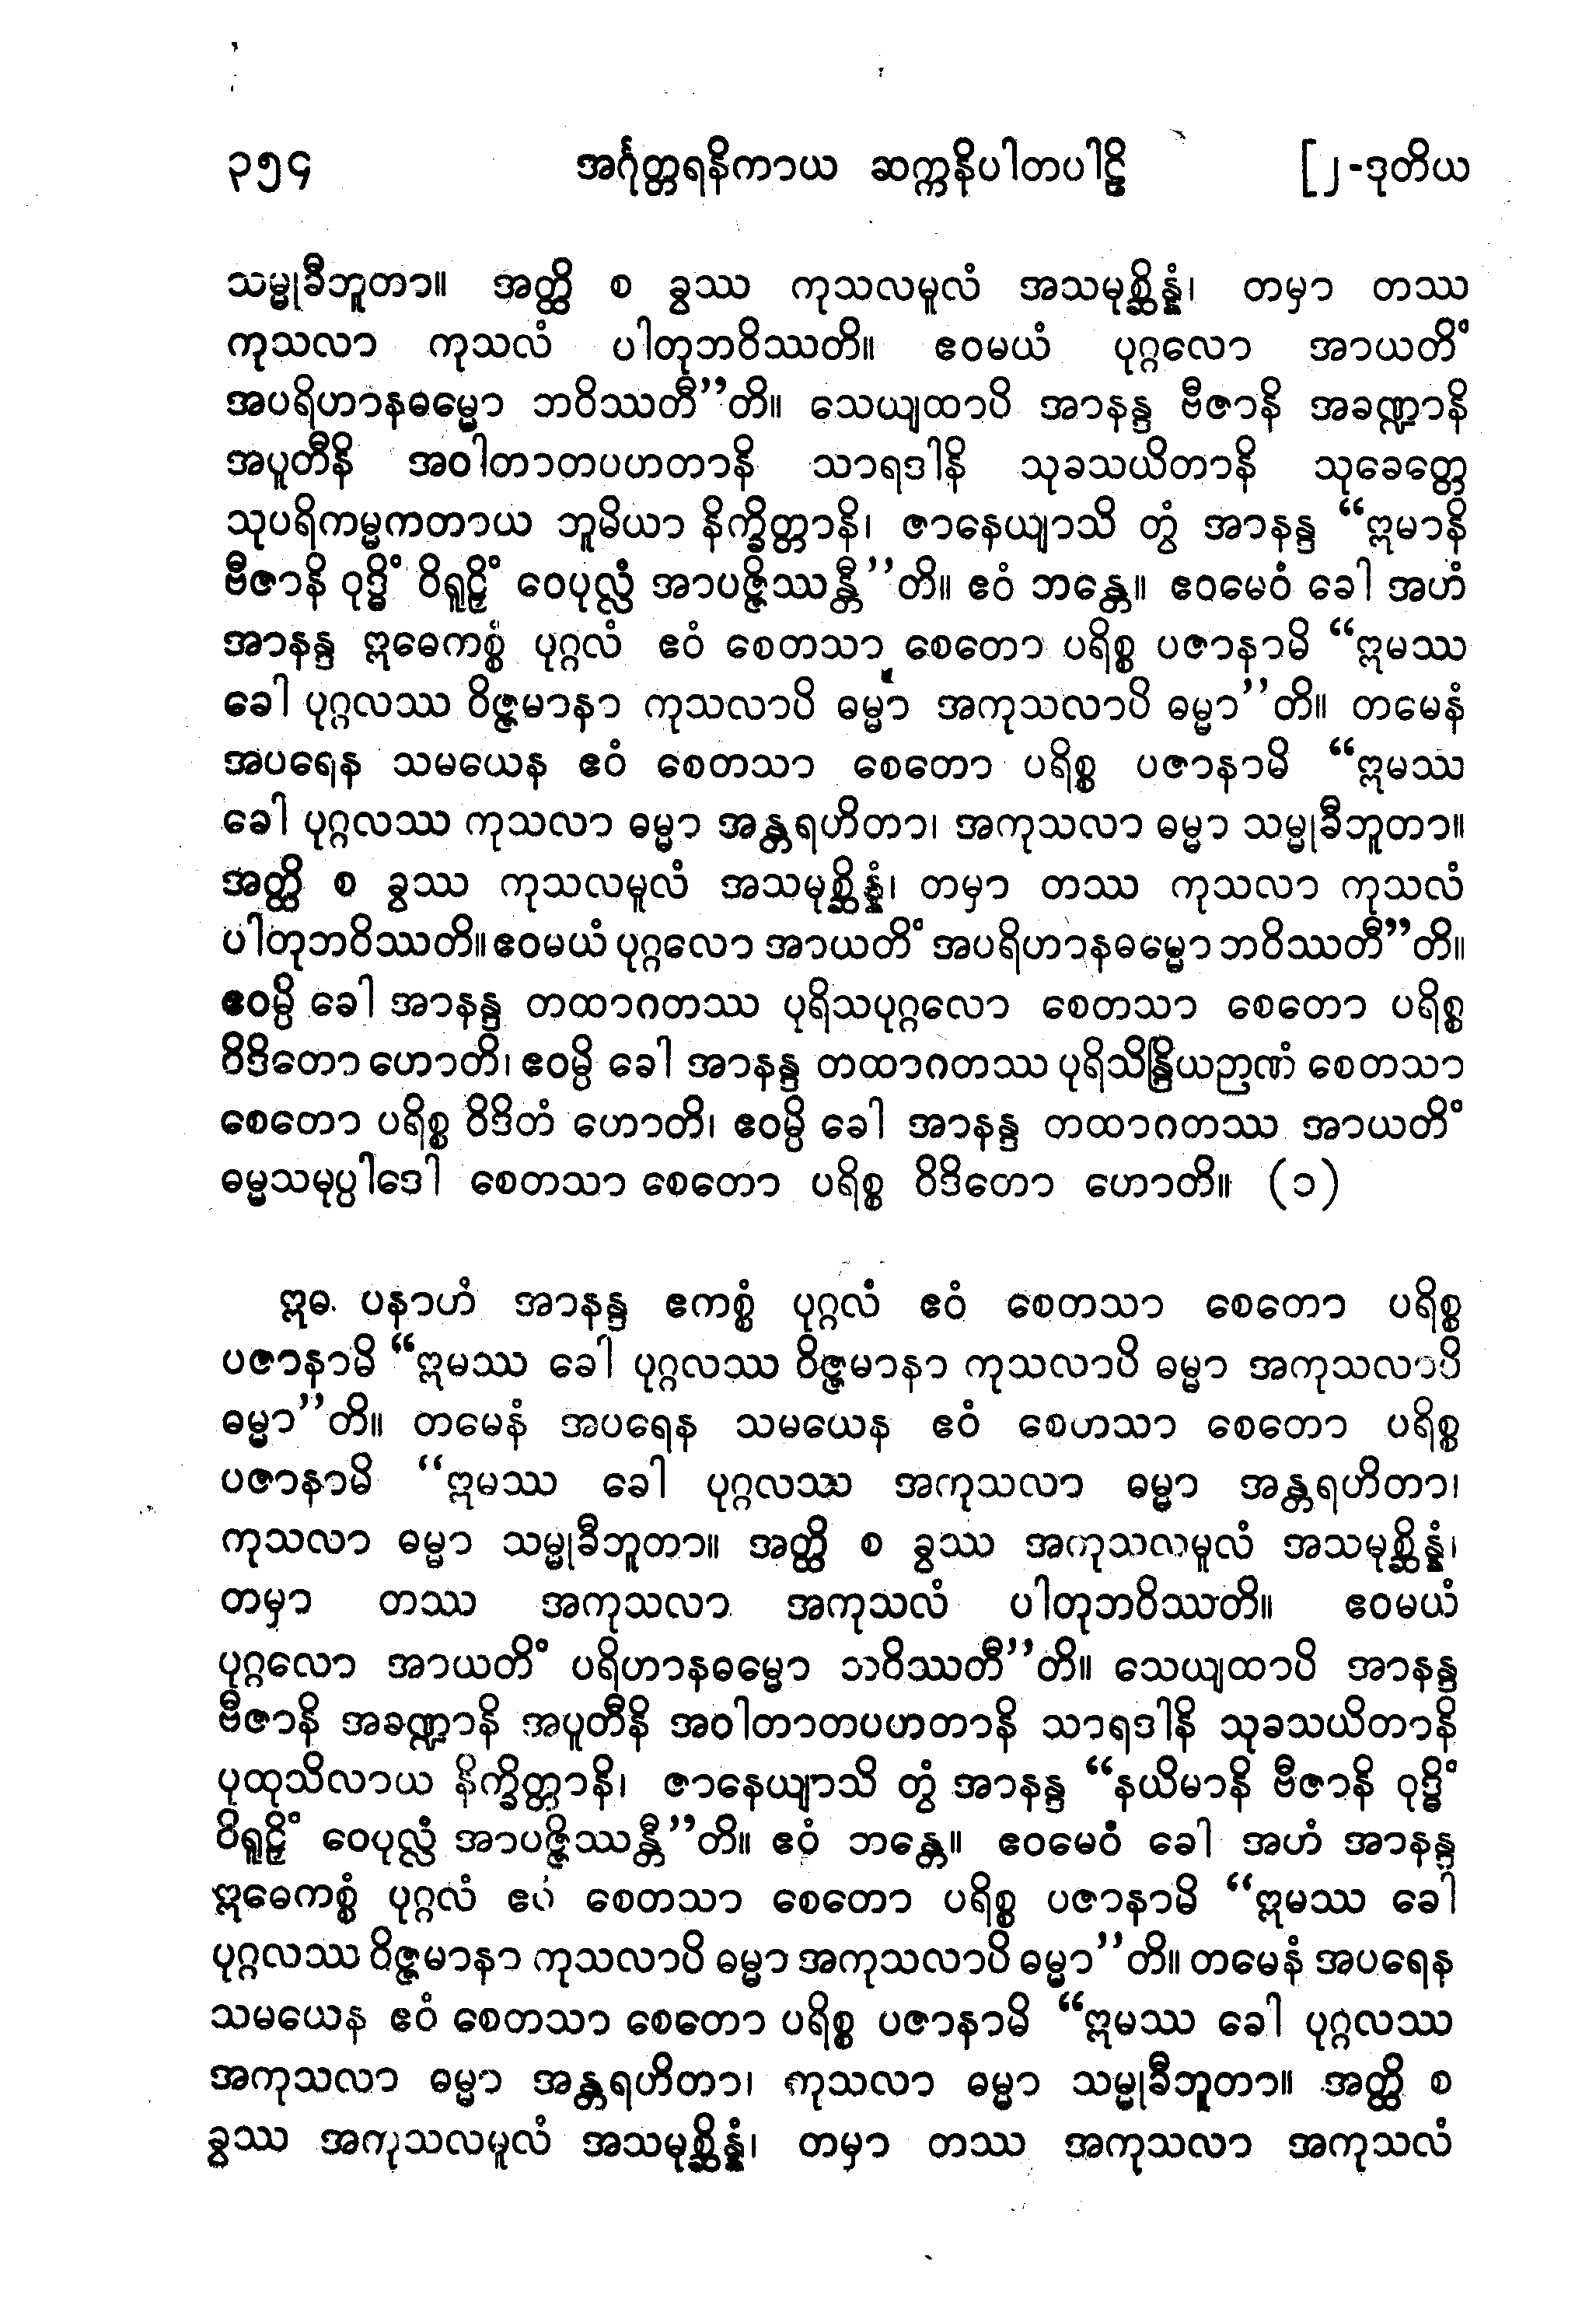 ၃၅၄ အင်္ဂုတ္တရနိကာယ ဆက္ကနိပါတပါဠိ [၂-ဒုတိယ
သမ္မုခီဘူတာ။ အတ္ထိ စ ခွဿ ကုသလမူလံ အသမုစ္ဆိန္နံ၊ တမှာ တဿ
ကုသလာ ကုသလံ ပါတုဘဝိဿတိ။ ဧဝမယံ ပုဂ္ဂလော အာယတိံ
အပရိဟာနဓမ္မော ဘဝိဿတီ”တိ။ သေယျထာပိ အာနန္ဒ ဗီဇာနိ အခဏ္ဍာနိ
အပူတီနိ အဝါတာတပဟတာနိ သာရဒါနိ သုခသယိတာနိ သုခေတ္တေ
သုပရိကမ္မကတာယ ဘူမိယာ နိက္ခိတ္တာနိ၊ ဇာနေယျာသိ တွံ အာနန္ဒ “ဣမာနိ
ဗီဇာနိ ဝုဒ္ဓိံ ဝိရူဠှိံ ဝေပုလ္လံ အာပဇ္ဇိဿန္တီ”တိ။ ဧဝံ ဘန္တေ။ ဧဝမေဝံ ခေါ အဟံ
အာနန္ဒ ဣဓေကစ္စံ ပုဂ္ဂလံ ဧဝံ စေတသာ စေတော ပရိစ္စ ပဇာနာမိ “ဣမဿ
ခေါ ပုဂ္ဂလဿ ဝိဇ္ဇမာနာ ကုသလာပိ ဓမ္မာ အကုသလာပိ ဓမ္မာ”တိ။ တမေနံ
အပရေန သမယေန ဧဝံ စေတသာ စေတော ပရိစ္စ ပဇာနာမိ “ဣမဿ
ခေါ ပုဂ္ဂလဿ ကုသလာ ဓမ္မာ အန္တရဟိတာ၊ အကုသလာ ဓမ္မာ သမ္မုခီဘူတာ။
အတ္ထိ စ ခွဿ ကုသလမူလံ အသမုစ္ဆိန္နံ၊ တမှာ တဿ ကုသလာ ကုသလံ
ပါတုဘဝိဿတိ။ ဧဝမယံ ပုဂ္ဂလော အာယတိံ အပရိဟာနဓမ္မော ဘဝိဿတီ”တိ။
ဧဝမ္ပိ ခေါ အာနန္ဒ တထာဂတဿ ပုရိသပုဂ္ဂလော စေတသာ စေတော ပရိစ္စ
ဝိဒိတော ဟောတိ၊ ဧဝမ္ပိ ခေါ အာနန္ဒ တထာဂတဿ ပုရိသိန္ဒြိယဉာဏံ စေတသာ
စေတော ပရိစ္စ ဝိဒိတံ ဟောတိ၊ ဧဝမ္ပိ ခေါ အာနန္ဒ တထာဂတဿ အာယတိံ
ဓမ္မသမုပ္ပါဒေါ စေတသာ စေတော ပရိစ္စ ဝိဒိတော ဟောတိ။ (၁)
ဣဓ ပနာဟံ အာနန္ဒ ဧကစ္စံ ပုဂ္ဂလံ ဧဝံ စေတသာ စေတော ပရိစ္စ
ပဇာနာမိ “ဣမဿ ခေါ ပုဂ္ဂလဿ ဝိဇ္ဇမာနာ ကုသလာပိ ဓမ္မာ အကုသလာပိ
ဓမ္မာ”တိ။ တမေနံ အပရေန သမယေန ဧဝံ စေဟသာ စေတော ပရိစ္စ
ပဇာနာမိ “ဣမဿ ခေါ ပုဂ္ဂလဿ အကုသလာ ဓမ္မာ အန္တရဟိတာ၊
ကုသလာ ဓမ္မာ သမ္မုခီဘူတာ။ အတ္ထိ စ ခွဿ အကုသလမူလံ အသမုစ္ဆိန္နံ၊
တမှာ တဿ အကုသလာ အကုသလံ ပါတုဘဝိဿတိ။ ဧဝမယံ
ပုဂ္ဂလော အာယတိံ ပရိဟာနဓမ္မော ဘဝိဿတီ”တိ။ သေယျထာပိ အာနန္ဒ
ဗီဇာနိ အခဏ္ဍာနိ အပူတီနိ အဝါတာတပဟတာနိ သာရဒါနိ သုခသယိတာနိ
ပုထုသိလာယ နိက္ခိတ္တာနိ၊ ဇာနေယျာသိ တွံ အာနန္ဒ “နယိမာနိ ဗီဇာနိ ဝုဒ္ဓိံ
ဝိရူဠှိံ ဝေပုလ္လံ အာပဇ္ဇိဿန္တီ”တိ။ ဧဝံ ဘန္တေ။ ဧဝမေဝံ ခေါ အဟံ အာနန္ဒ
ဣဓေကစ္စံ ပုဂ္ဂလံ ဧဝံ စေတသာ စေတော ပရိစ္စ ပဇာနာမိ “ဣမဿ ခေါ
ပုဂ္ဂလဿ ဝိဇ္ဇမာနာ ကုသလာပိ ဓမ္မာ အကုသလာပိ ဓမ္မာ”တိ။ တမေနံ အပရေန
သမယေန ဧဝံ စေတသာ စေတော ပရိစ္စ ပဇာနာမိ “ဣမဿ ခေါ ပုဂ္ဂလဿ
အကုသလာ ဓမ္မာ အန္တရဟိတာ၊ ကုသလာ ဓမ္မာ သမ္မုခီဘူတာ။ အတ္ထိ စ
ခွဿ အကုသလမူလံ အသမုစ္ဆိန္နံ၊ တမှာ တဿ အကုသလာ အကုသလံ